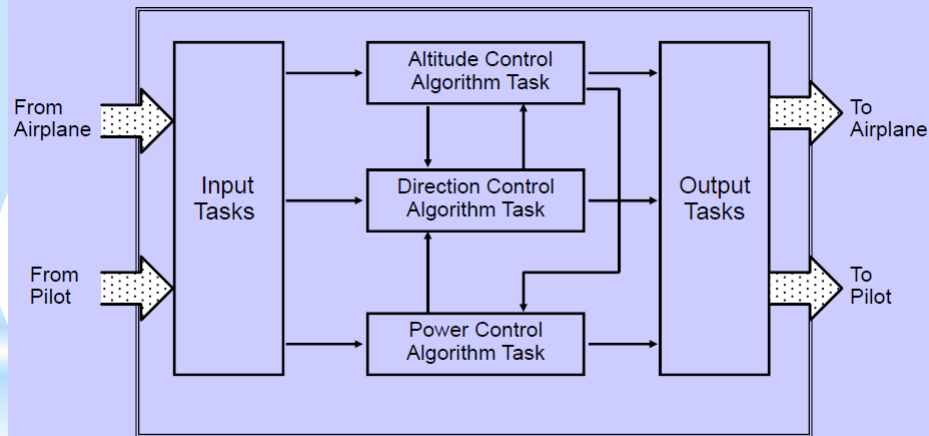 From
Airplane
From
Pilot
Input
Tasks
Altitude Control
Algorithm Task
Direction Control
Algorithm Task
Power Control
Algorithm Task
Output
Tasks
To
Airplane
To
Pilot